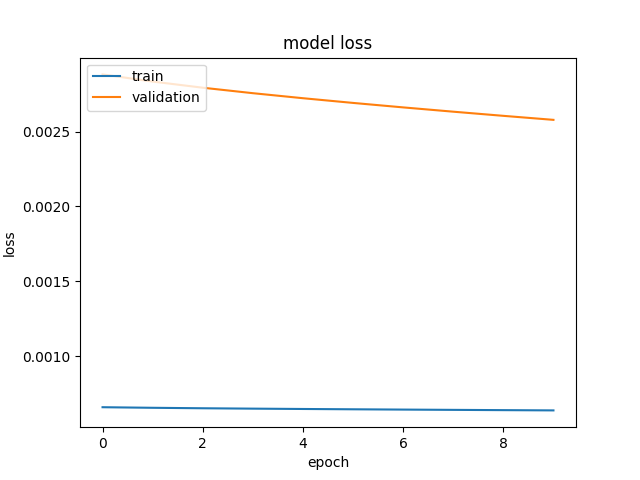 model loss
train
validation
0.0025
0.0020
0.0015
0.0010
loss
0 2 4 6 8
epoch